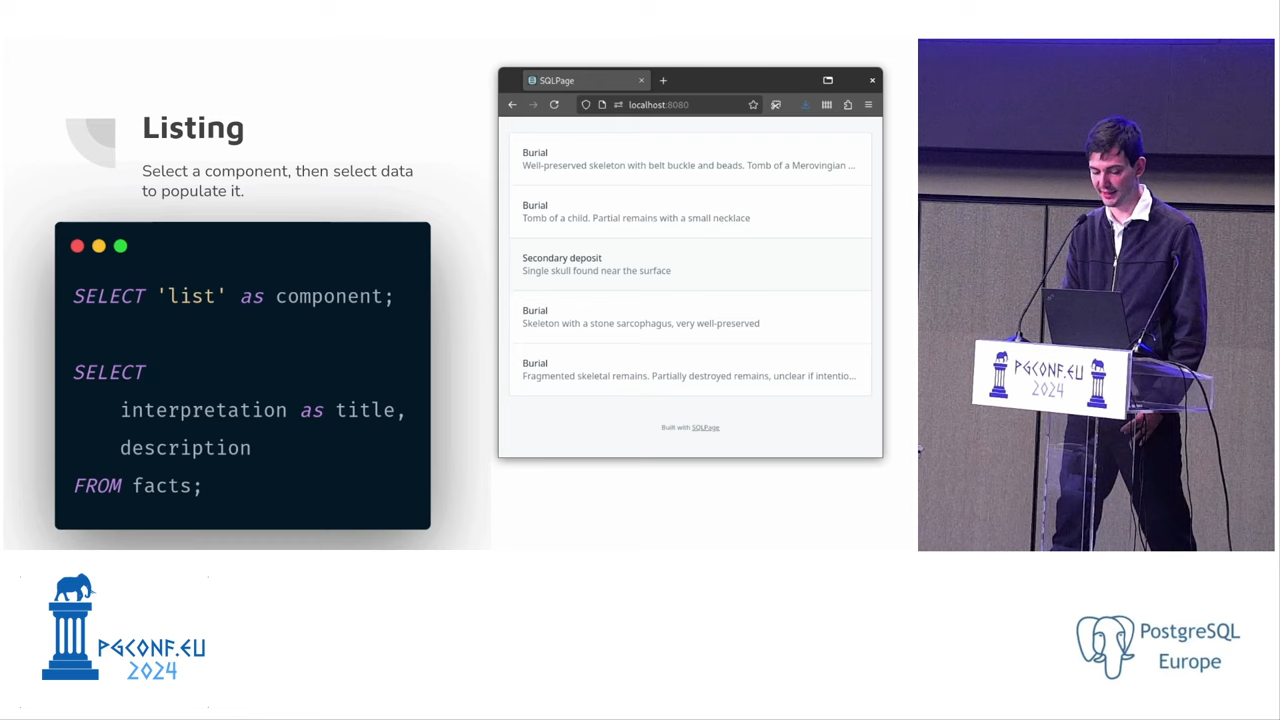 Listing
Select a component, then select data
to populate it.
SELECT 'list' as component;
SELECT
interpretation as title,
description
FROM facts;
SQLPage
localhost:8080
Burial
Well-preserved skeleton with belt buckle and beads. Tomb of a Merovingian ...
Burial
Tomb of a child. Partial remains with a small necklace
Secondary deposit
Single skull found near the surface
Burial
Skeleton with a stone sarcophagus, very well-preserved
Burial
Fragmented skeletal remains. Partially destroyed remains, unclear if intentio...
Built with SQLPage
PGCONF.EU
2024
PGCONF.EU
2024
PostgreSQL
Europe